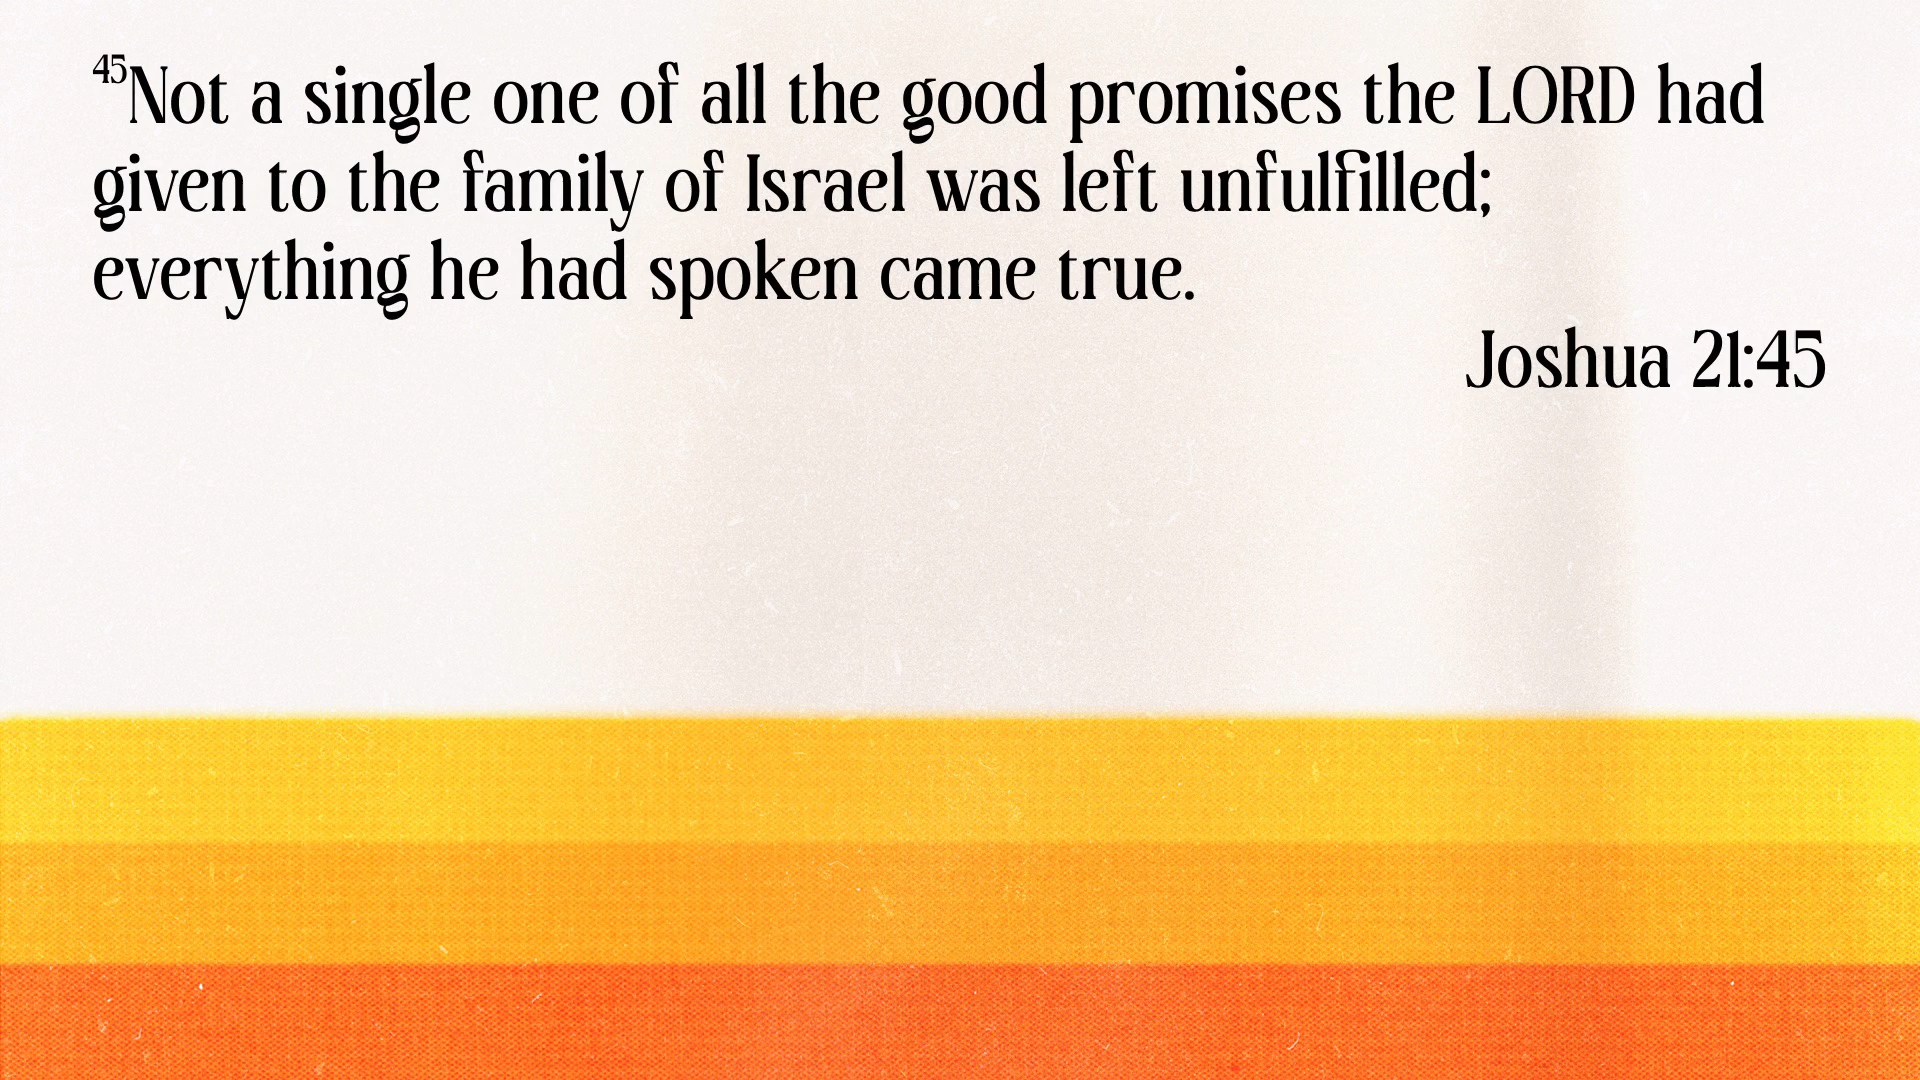 45Not a single one of all the good promises the LORD had
given to the family of Israel was left unfulfilled;
everything he had spoken came true.
Joshua 21:45